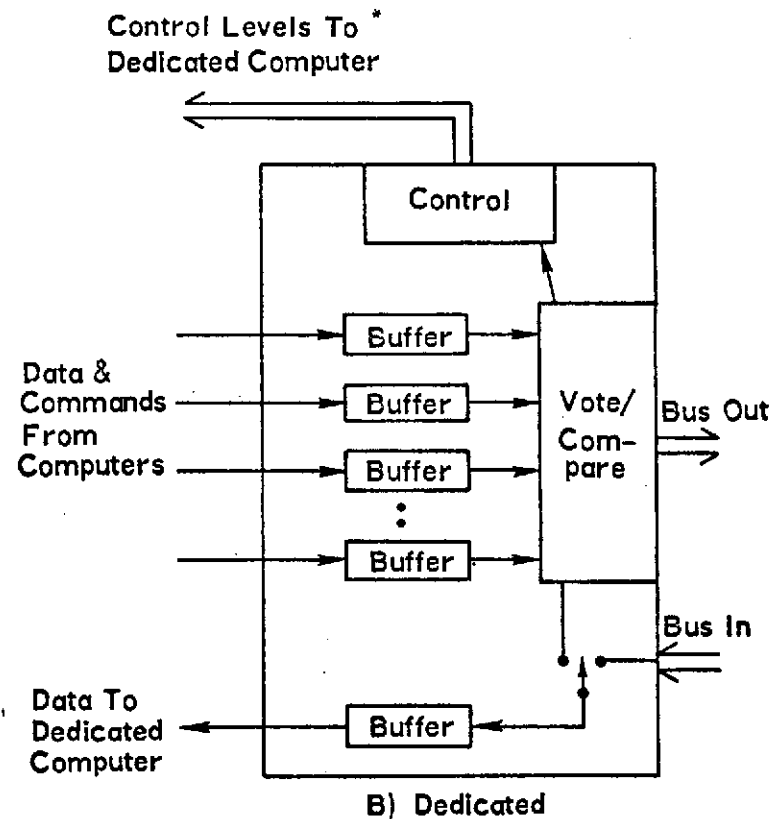 Control Levels To *
Dedicated Computer
Control
Buffer
Data &
Commands
From
Computers
Buffer
Buffer
Buffer
Vote/
Com-
pare
Bus Out
Bus In
Data To
Dedicated
Computer
Buffer
B) Dedicated